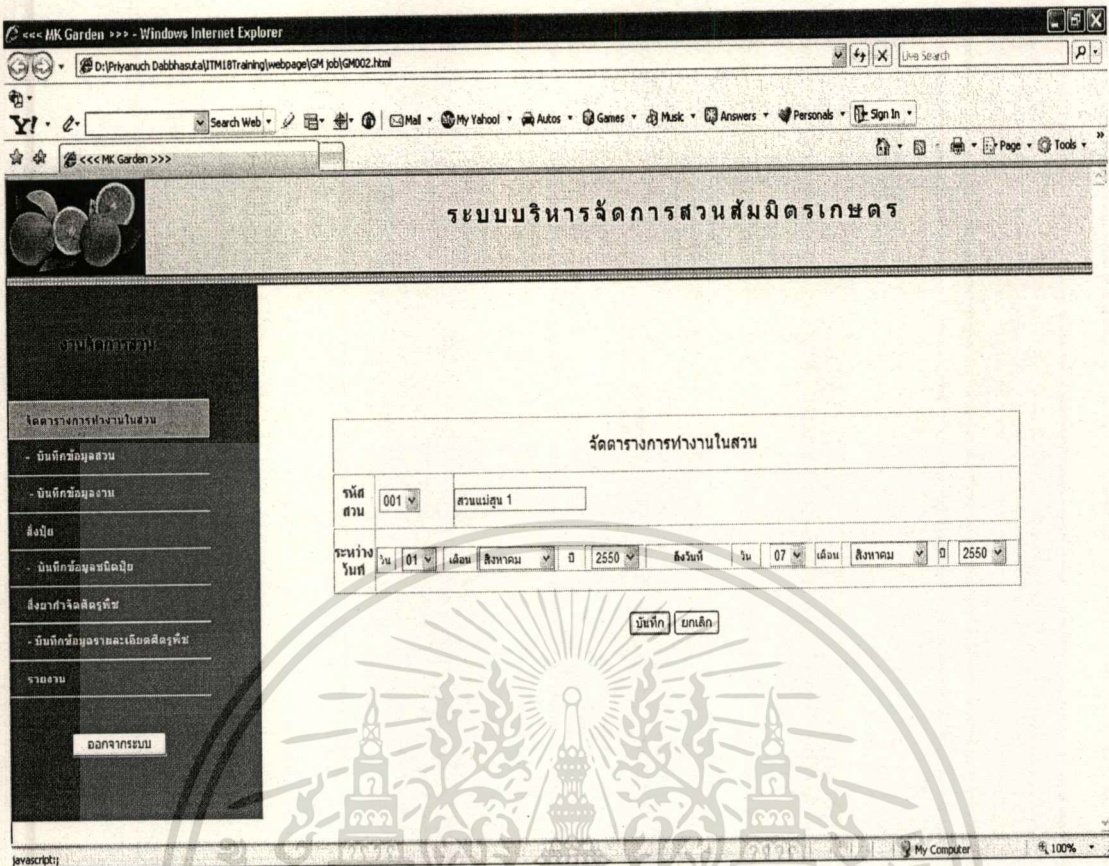 <<< MK Garden >>> - Windows Internet Explorer
D:\Priyanuch Dabbhasuta\ITM18Training\webpage\GM job\GM002.html Live Search
Y! Search Web Mail My Yahoo! Autos Games Music Answers Personals Sign In
<<< MK Garden >>> Page Tools
ระบบบริหารจัดการสวนสัมมิตรเกษตร
งานจัดการสวน
จัดตารางการทำงานในสวน
- บันทึกข้อมูลสวน
- บันทึกข้อมูลงาน
สั่งปุ๋ย
- บันทึกข้อมูลชนิดปุ๋ย
สั่งยากำจัดศัตรูพืช
- บันทึกข้อมูลรายละเอียดศัตรูพืช
รายงาน
ออกจากระบบ
จัดตารางการทำงานในสวน
รหัสสวน 001 สวนแม่สูน 1
ระหว่างวันที่ วัน 01 เดือน สิงหาคม ปี 2550 ถึงวันที่ วัน 07 เดือน สิงหาคม ปี 2550
บันทึก ยกเลิก
javascript:; My Computer 100%